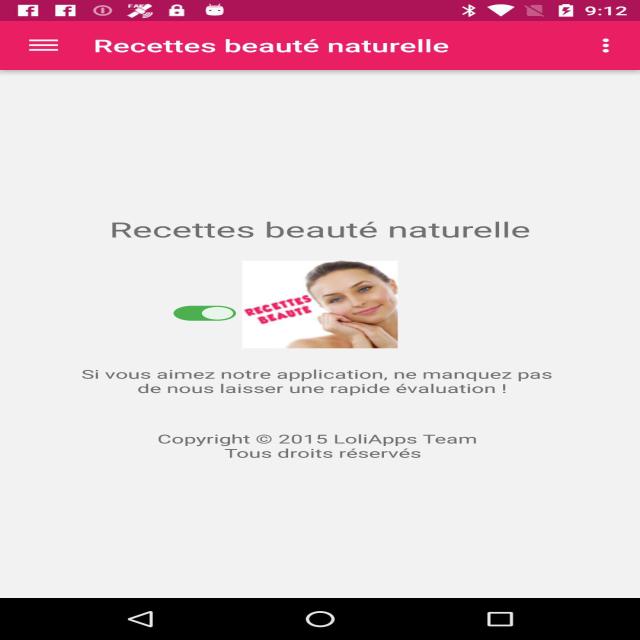 9:12
Recettes beauté naturelle
Recettes beauté naturelle
RECETTES
BEAUTE
Si vous aimez notre application, ne manquez pas
de nous laisser une rapide évaluation !
Copyright © 2015 LoliApps Team
Tous droits réservés